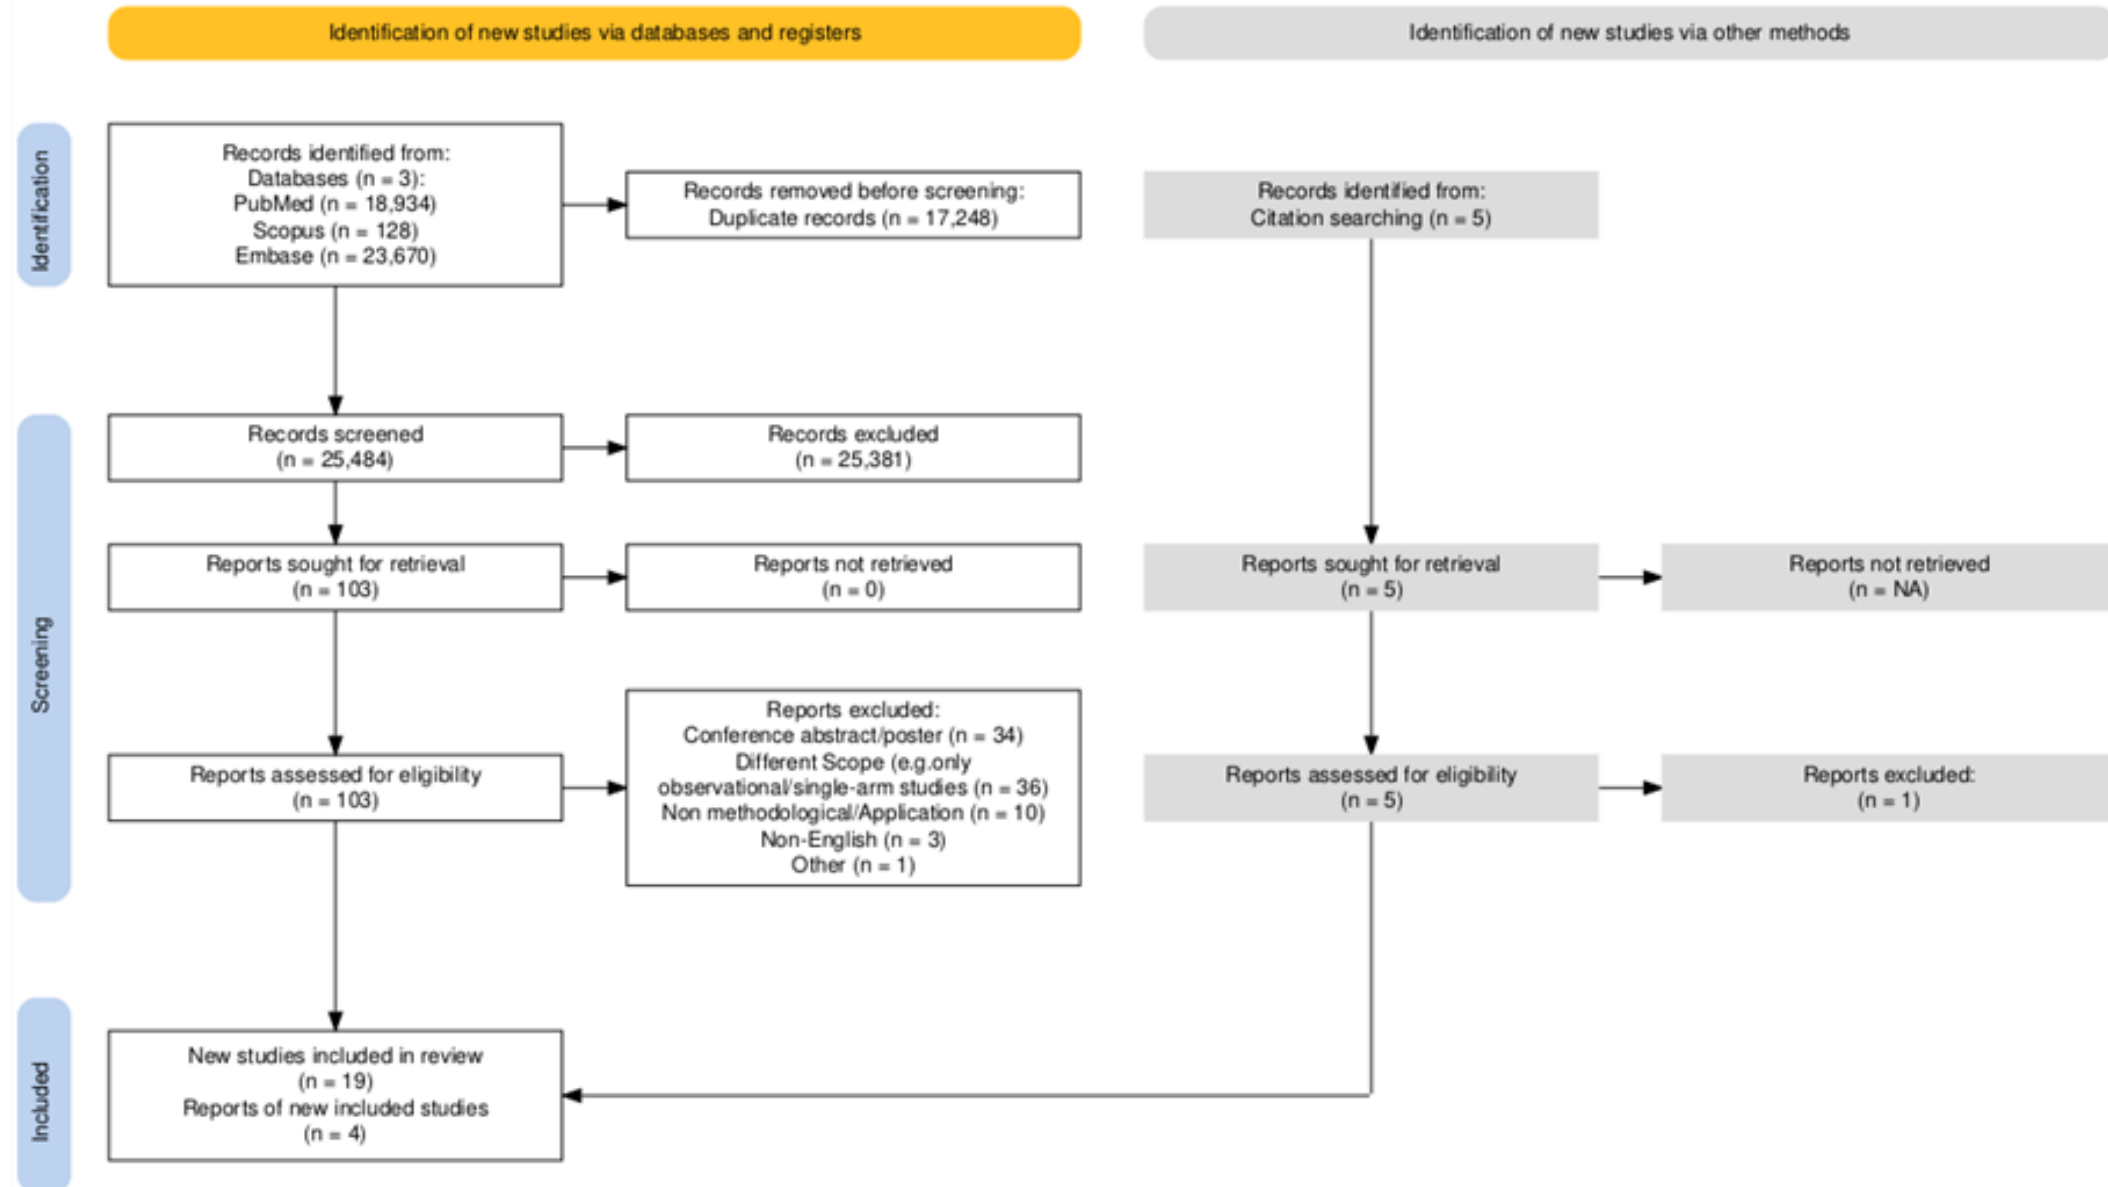 Identification of new studies via databases and registers
Identification of new studies via other methods
Identification
Records identified from:
Databases (n = 3):
PubMed (n = 18,934)
Scopus (n = 128)
Embase (n = 23,670)
Records removed before screening:
Duplicate records (n = 17,248)
Records identified from:
Citation searching (n = 5)
Screening
Records screened
(n = 25,484)
Records excluded
(n = 25,381)
Reports sought for retrieval
(n = 103)
Reports not retrieved
(n = 0)
Reports sought for retrieval
(n = 5)
Reports not retrieved
(n = NA)
Reports assessed for eligibility
(n = 103)
Reports excluded:
Conference abstract/poster (n = 34)
Different Scope (e.g.only
observational/single-arm studies (n = 36)
Non methodological/Application (n = 10)
Non-English (n = 3)
Other (n = 1)
Reports assessed for eligibility
(n = 5)
Reports excluded:
(n = 1)
Included
New studies included in review
(n = 19)
Reports of new included studies
(n = 4)